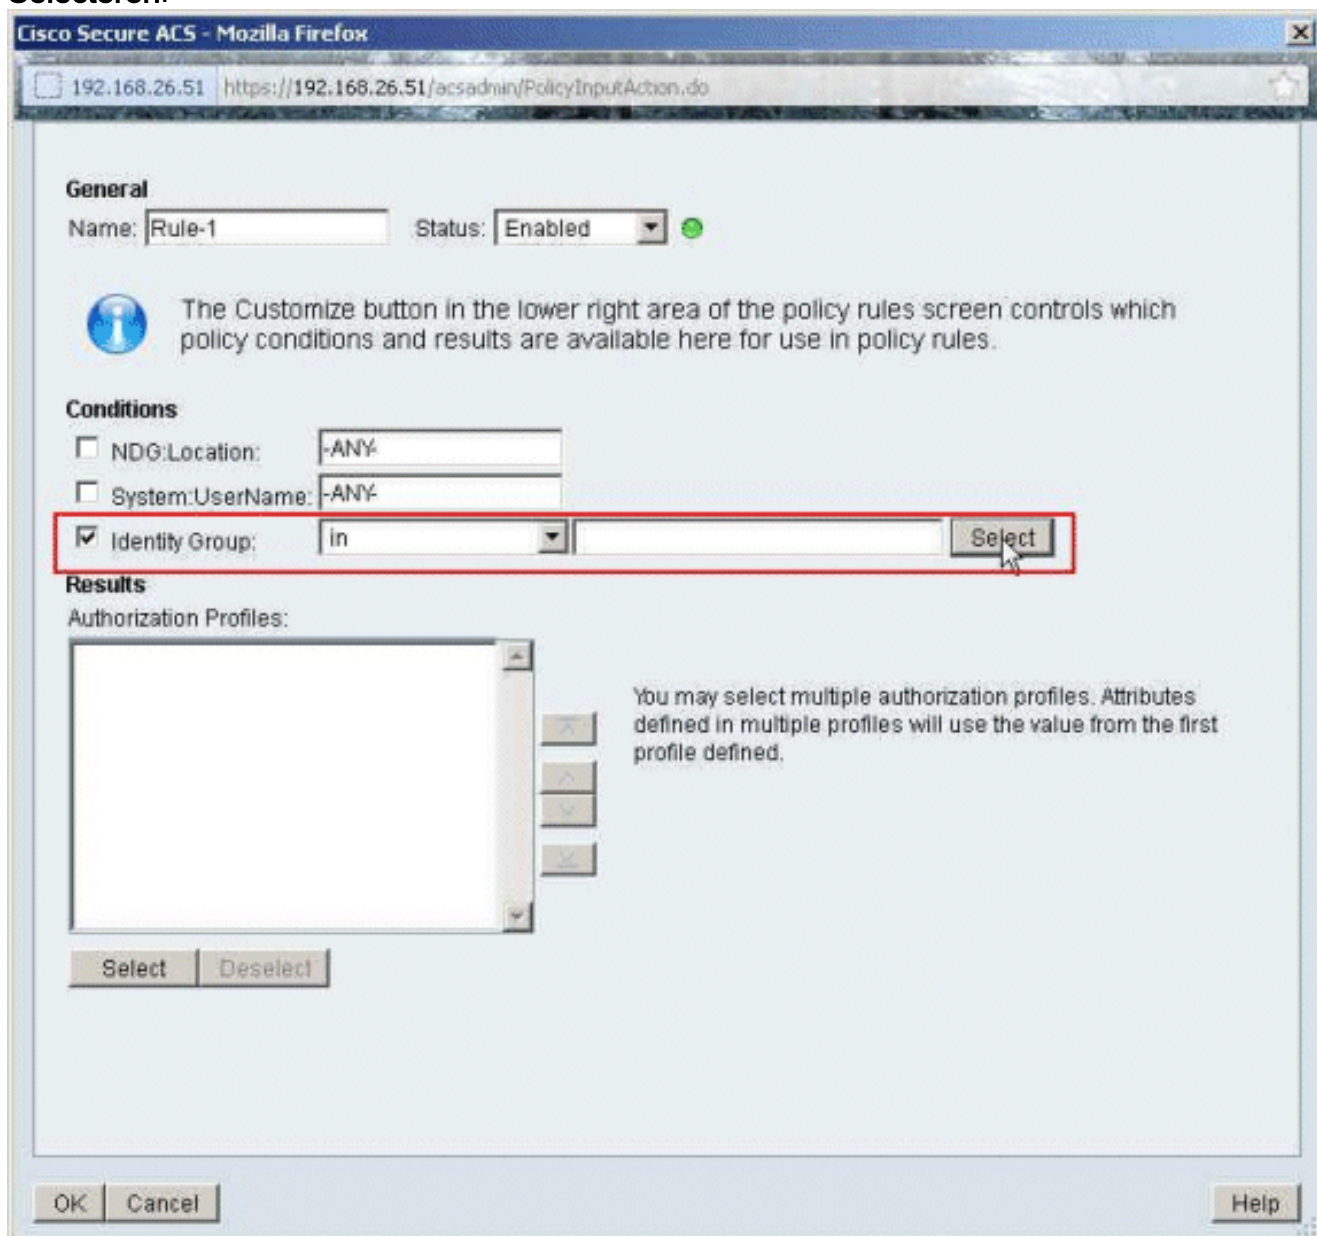 Selecteren.
Cisco Secure ACS - Mozilla Firefox
192.168.26.51 https://192.168.26.51/acsadmin/PolicyInputAction.do
General
Name: Rule-1 Status: Enabled
The Customize button in the lower right area of the policy rules screen controls which
policy conditions and results are available here for use in policy rules.
Conditions
NDG:Location: -ANY-
System:UserName: -ANY-
Identity Group: in Select
Results
Authorization Profiles:
You may select multiple authorization profiles. Attributes
defined in multiple profiles will use the value from the first
profile defined.
Select Deselect
OK Cancel Help